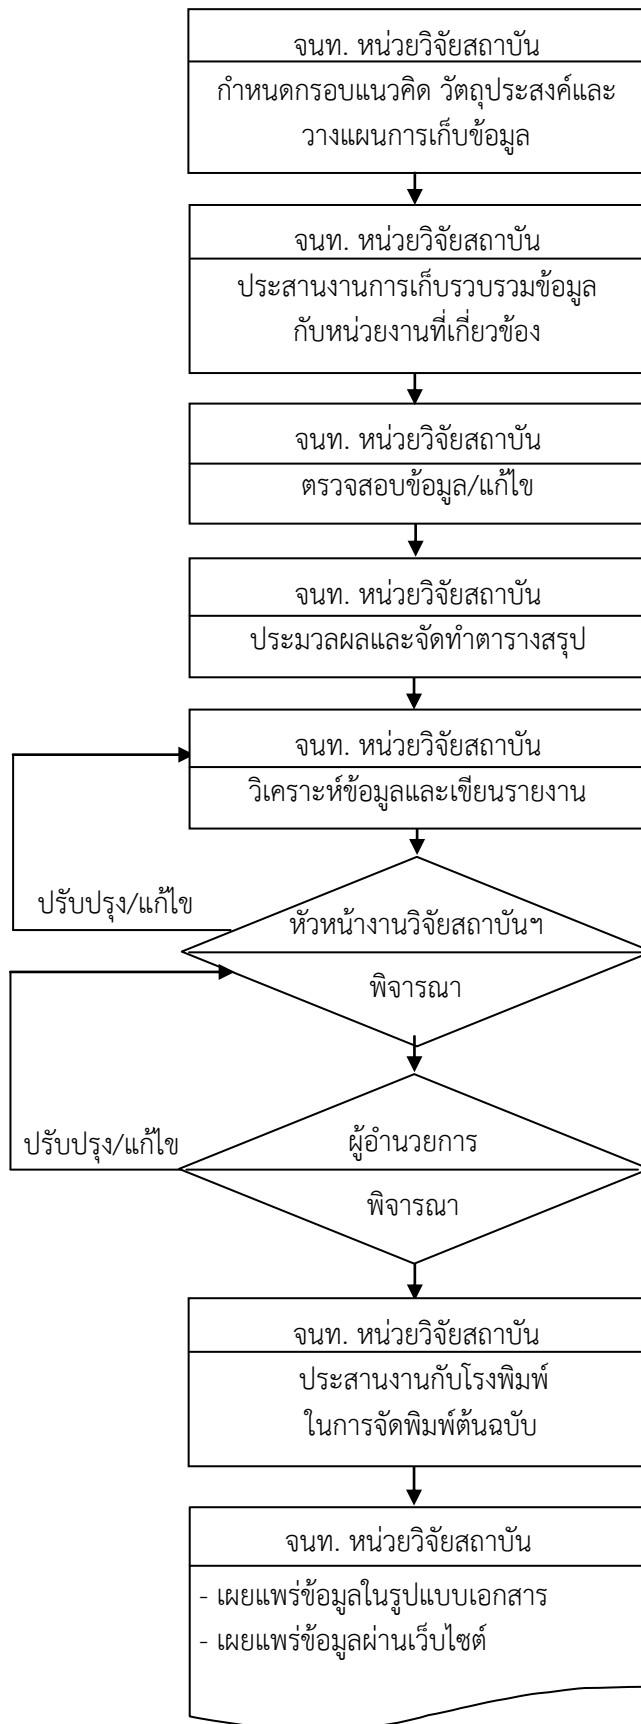 จนท. หน่วยวิจัยสถาบัน
กำหนดกรอบแนวคิด วัตถุประสงค์และ
วางแผนการเก็บข้อมูล
จนท. หน่วยวิจัยสถาบัน
ประสานงานการเก็บรวบรวมข้อมูล
กับหน่วยงานที่เกี่ยวข้อง
จนท. หน่วยวิจัยสถาบัน
ตรวจสอบข้อมูล/แก้ไข
จนท. หน่วยวิจัยสถาบัน
ประมวลผลและจัดทำตารางสรุป
จนท. หน่วยวิจัยสถาบัน
วิเคราะห์ข้อมูลและเขียนรายงาน
ปรับปรุง/แก้ไข
หัวหน้างานวิจัยสถาบันฯ
พิจารณา
ปรับปรุง/แก้ไข
ผู้อำนวยการ
พิจารณา
จนท. หน่วยวิจัยสถาบัน
ประสานงานกับโรงพิมพ์
ในการจัดพิมพ์ต้นฉบับ
จนท. หน่วยวิจัยสถาบัน
- เผยแพร่ข้อมูลในรูปแบบเอกสาร
- เผยแพร่ข้อมูลผ่านเว็บไซต์